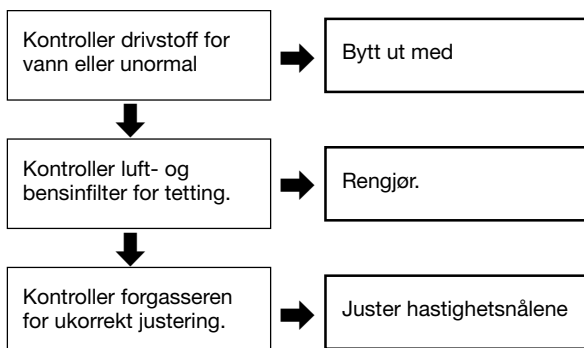 Kontroller drivstoff for
vann eller unormal
Bytt ut med
Kontroller luft- og
bensinfilter for tetting.
Rengjør.
Kontroller forgasseren
for ukorrekt justering.
Juster hastighetsnålene